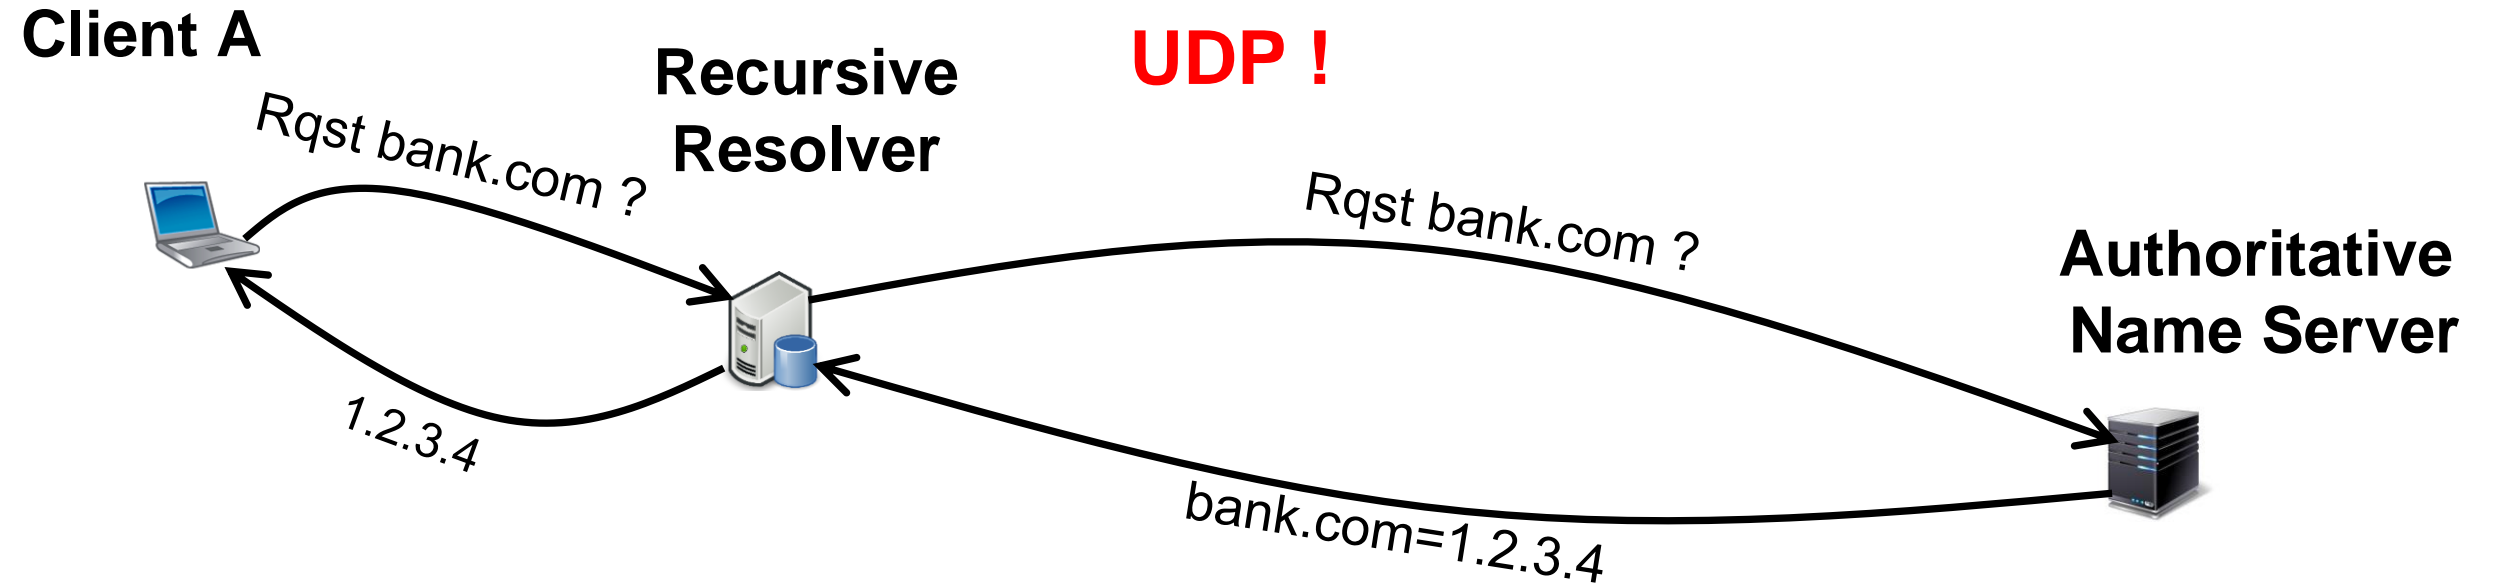 Client A
Recursive
Resolver
UDP !
Rqst bank.com ?
Rqst bank.com ?
Authoritative
Name Server
1.2.3.4
bank.com=1.2.3.4